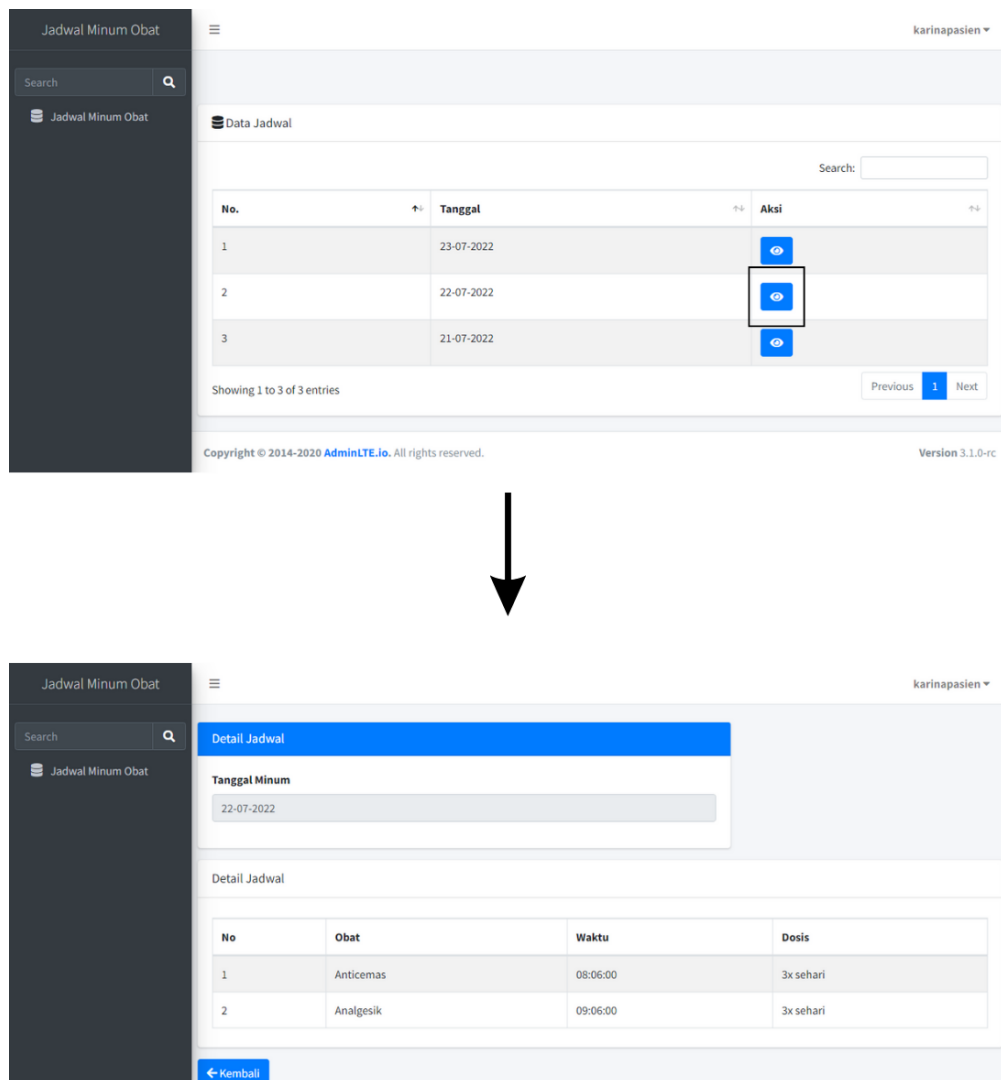 Jadwal Minum Obat
karinapasien
Search
Jadwal Minum Obat
Data Jadwal
Search:
No. Tanggal Aksi
1 23-07-2022
2 22-07-2022
3 21-07-2022
Showing 1 to 3 of 3 entries
Previous 1 Next
Copyright © 2014-2020 AdminLTE.io. All rights reserved. Version 3.1.0-rc
Jadwal Minum Obat
karinapasien
Search
Jadwal Minum Obat
Detail Jadwal
Tanggal Minum
22-07-2022
Detail Jadwal
No Obat Waktu Dosis
1 Anticemas 08:06:00 3x sehari
2 Analgesik 09:06:00 3x sehari
Kembali